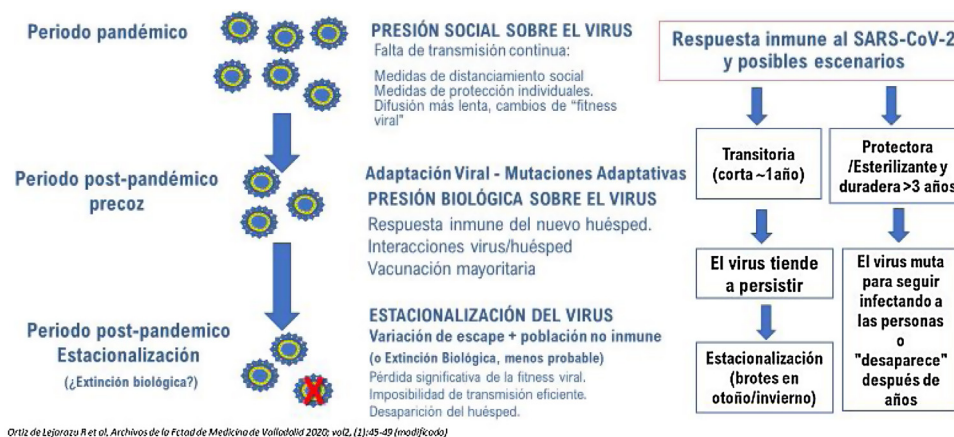 Periodo pandémico
PRESIÓN SOCIAL SOBRE EL VIRUS
Falta de transmisión continua:
Medidas de distanciamiento social
Medidas de protección individuales.
Difusión más lenta, cambios de “fitness
viral"
Periodo post-pandémico
precoz
Adaptación Viral - Mutaciones Adaptativas
PRESIÓN BIOLÓGICA SOBRE EL VIRUS
Respuesta inmune del nuevo huésped.
Interacciones virus/huésped
Vacunación mayoritaria
Periodo post-pandemico
Estacionalización
(¿Extinción biológica?)
ESTACIONALIZACIÓN DEL VIRUS
Variación de escape + población no inmune
(o Extinción Biológica, menos probable)
Pérdida significativa de la fitness viral.
Imposibilidad de transmisión eficiente.
Desaparición del huésped.
Respuesta inmune al SARS-CoV-2
y posibles escenarios
Transitoria
(corta ~1año)
El virus tiende
a persistir
Estacionalización
(brotes en
otoño/invierno)
Protectora
/Esterilizante y
duradera >3 años
El virus muta
para seguir
infectando a
las personas
o
"desaparece"
después de
años
Ortiz de Lejarazu R et al, Archivos de la Fctad de Medicina de Valladolid 2020; vol2, (1):45-49 (modificado)